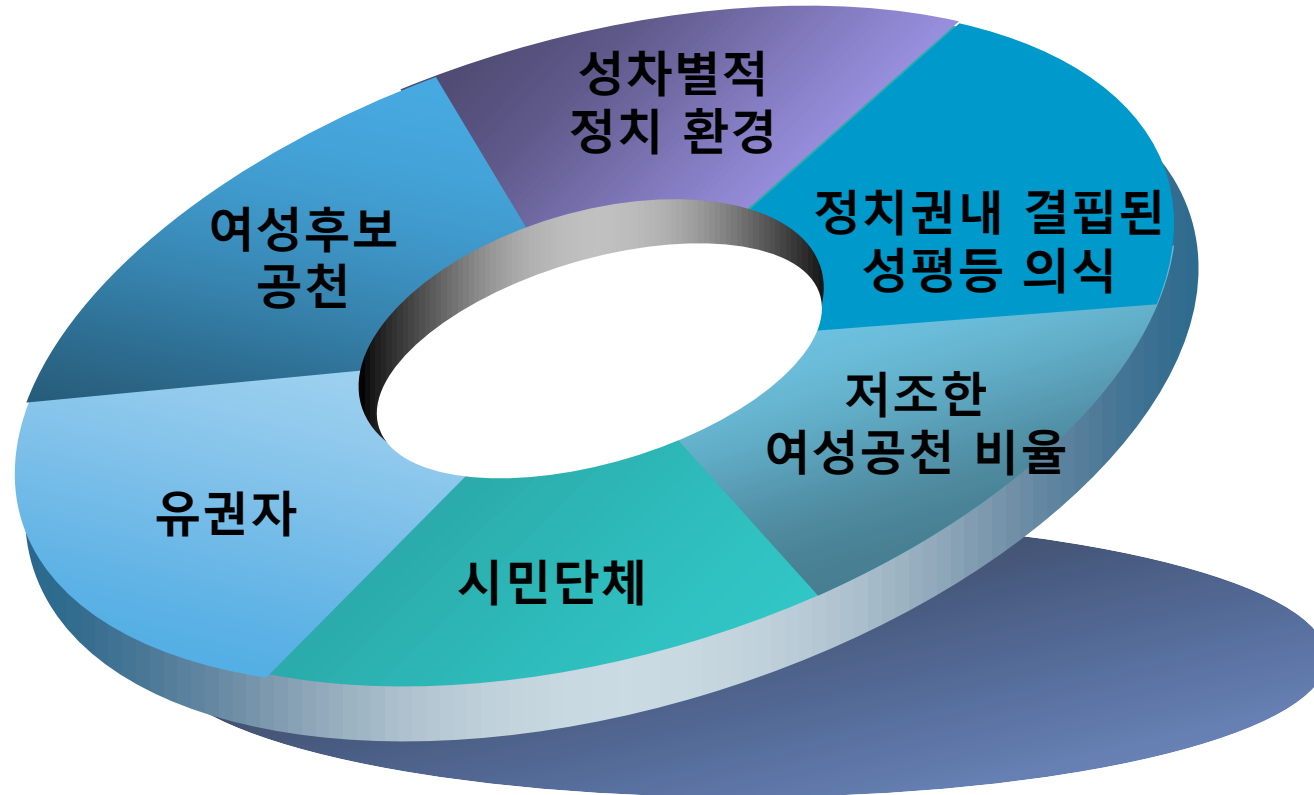 성차별적
정치 환경
정치권내 결핍된
성평등 의식
저조한
여성공천 비율
시민단체
유권자
여성후보
공천